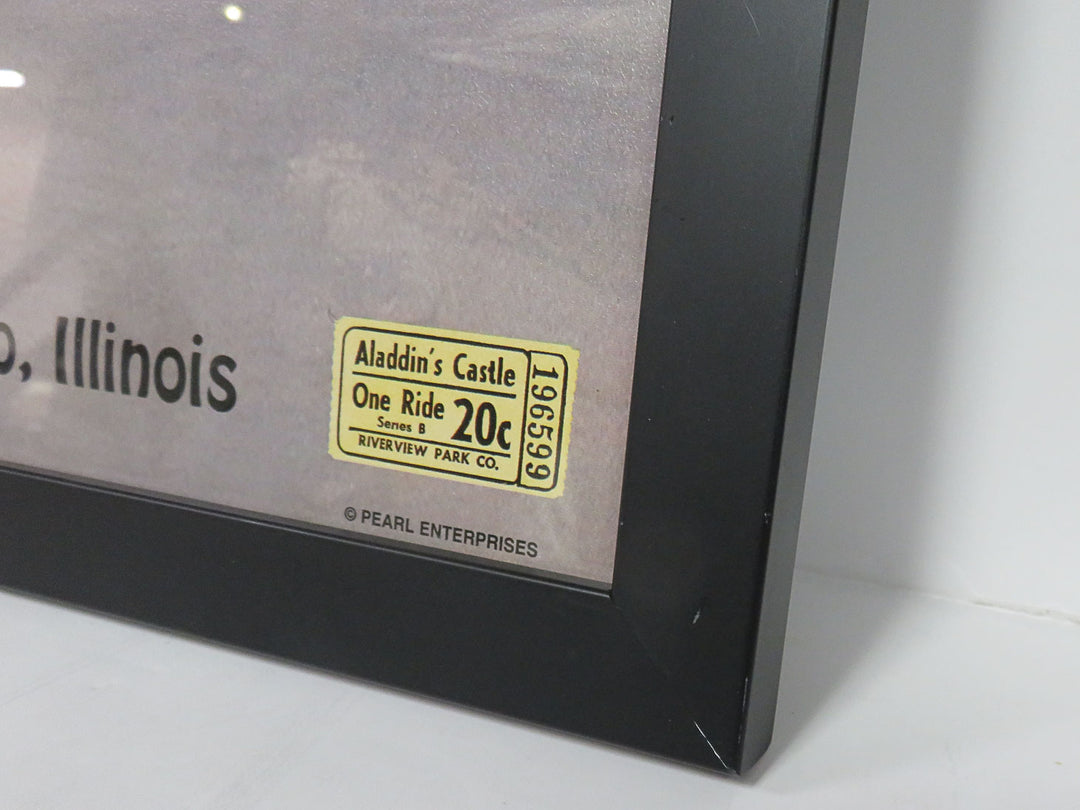 o, Illinois
Aladdin's Castle
One Ride 20c
Series B
RIVERVIEW PARK CO.
196599
© PEARL ENTERPRISES